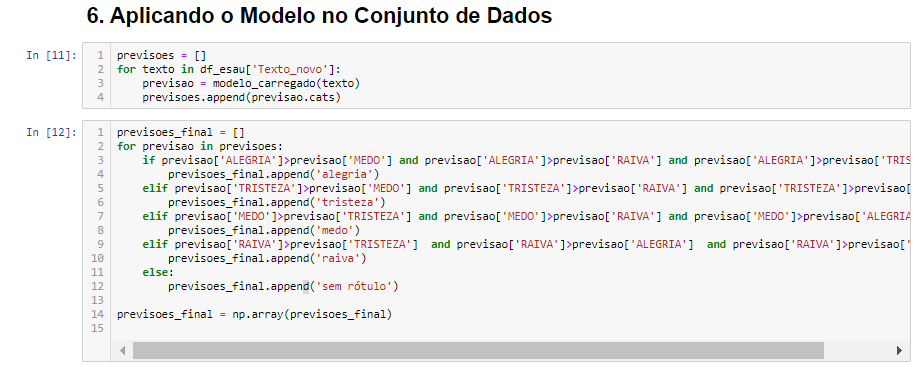 6. Aplicando o Modelo no Conjunto de Dados
In [11]:
1 previsoes = []
2 for texto in df_esau['Texto_novo']:
3     previsao = modelo_carregado(texto)
4     previsoes.append(previsao.cats)
In [12]:
1 previsoes_final = []
2 for previsao in previsoes:
3     if previsao['ALEGRIA']>previsao['MEDO'] and previsao['ALEGRIA']>previsao['RAIVA'] and previsao['ALEGRIA']>previsao['TRIS
4         previsoes_final.append('alegria')
5     elif previsao['TRISTEZA']>previsao['MEDO'] and previsao['TRISTEZA']>previsao['RAIVA'] and previsao['TRISTEZA']>previsao[
6         previsoes_final.append('tristeza')
7     elif previsao['MEDO']>previsao['TRISTEZA'] and previsao['MEDO']>previsao['RAIVA'] and previsao['MEDO']>previsao['ALEGRIA
8         previsoes_final.append('medo')
9     elif previsao['RAIVA']>previsao['TRISTEZA']  and previsao['RAIVA']>previsao['ALEGRIA']  and previsao['RAIVA']>previsao['
10         previsoes_final.append('raiva')
11     else:
12         previsoes_final.append('sem rótulo')
13
14 previsoes_final = np.array(previsoes_final)
15